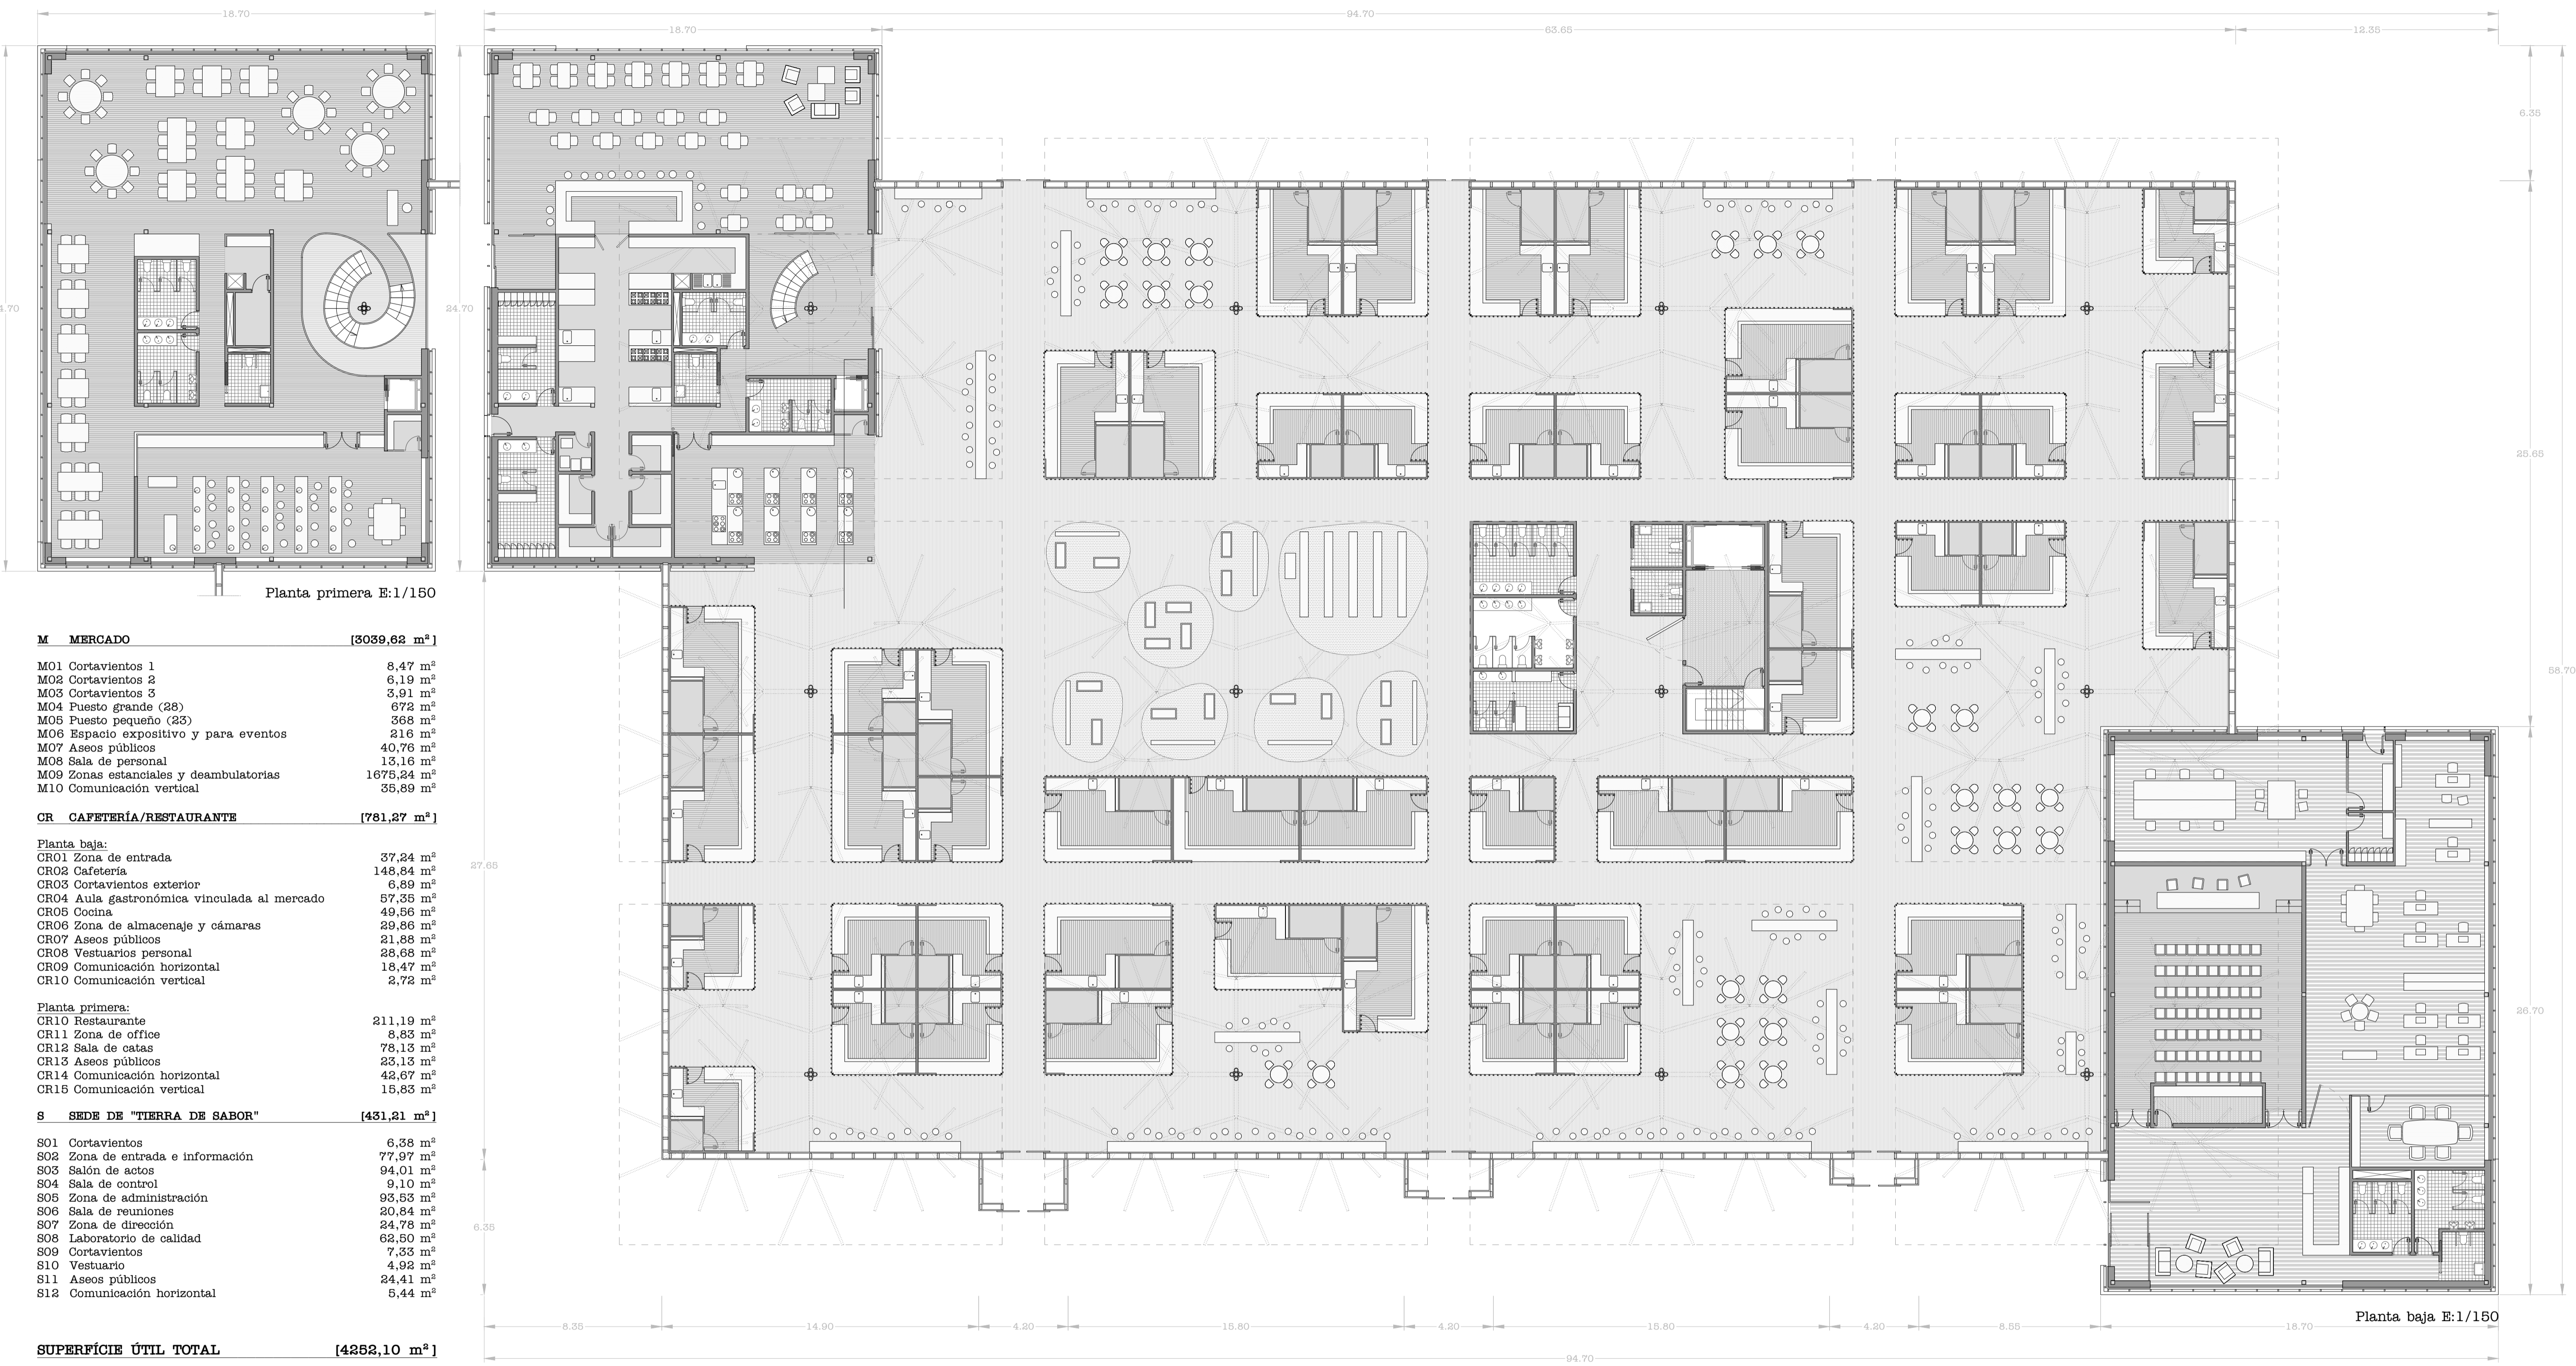 18.70
94.70
18.70
63.65
12.35
6.35
24.70
25.65
58.70
26.70
27.65
6.35
Planta primera E:1/150
M MERCADO [3039,62 m²]
M01 Cortavientos 1 8,47 m²
M02 Cortavientos 2 6,19 m²
M03 Cortavientos 3 3,91 m²
M04 Puesto grande (28) 672 m²
M05 Puesto pequeño (23) 368 m²
M06 Espacio expositivo y para eventos 216 m²
M07 Aseos públicos 40,76 m²
M08 Sala de personal 13,16 m²
M09 Zonas estanciales y deambulatorias 1675,24 m²
M10 Comunicación vertical 35,89 m²
CR CAFETERÍA/RESTAURANTE [781,27 m²]
Planta baja:
CR01 Zona de entrada 37,24 m²
CR02 Cafetería 148,84 m²
CR03 Cortavientos exterior 6,89 m²
CR04 Aula gastronómica vinculada al mercado 57,35 m²
CR05 Cocina 49,56 m²
CR06 Zona de almacenaje y cámaras 29,86 m²
CR07 Aseos públicos 21,88 m²
CR08 Vestuarios personal 28,68 m²
CR09 Comunicación horizontal 18,47 m²
CR10 Comunicación vertical 2,72 m²
Planta primera:
CR10 Restaurante 211,19 m²
CR11 Zona de office 8,83 m²
CR12 Sala de catas 78,13 m²
CR13 Aseos públicos 23,13 m²
CR14 Comunicación horizontal 42,67 m²
CR15 Comunicación vertical 15,83 m²
S SEDE DE "TIERRA DE SABOR" [431,21 m²]
S01 Cortavientos 6,38 m²
S02 Zona de entrada e información 77,97 m²
S03 Salón de actos 94,01 m²
S04 Sala de control 9,10 m²
S05 Zona de administración 93,53 m²
S06 Sala de reuniones 20,84 m²
S07 Zona de dirección 24,78 m²
S08 Laboratorio de calidad 62,50 m²
S09 Cortavientos 7,33 m²
S10 Vestuario 4,92 m²
S11 Aseos públicos 24,41 m²
S12 Comunicación horizontal 5,44 m²
SUPERFÍCIE ÚTIL TOTAL [4252,10 m²]
Planta baja E:1/150
8.35
14.90
4.20
15.80
4.20
15.80
4.20
8.55
18.70
94.70